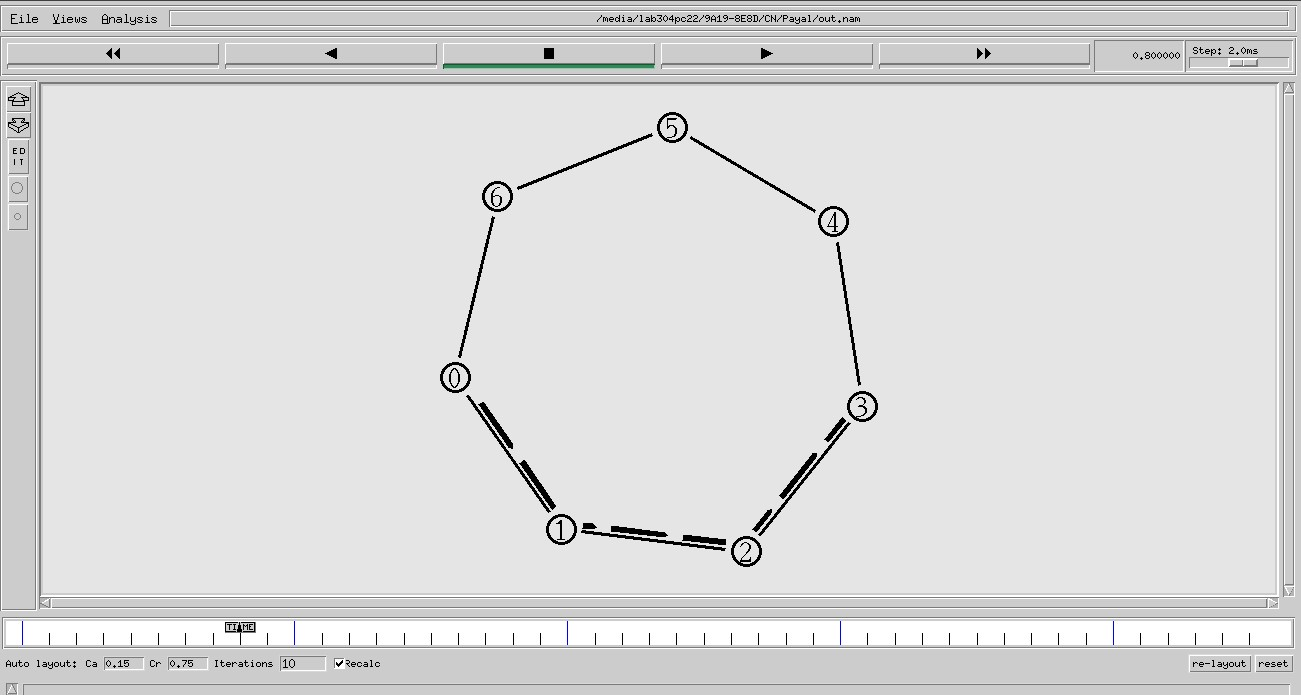 File Views Analysis /media/lab304pc22/9A19-8E8D/CN/Payal/out.nam
0.800000 Step: 2.0ms
ED
IT
5
6
4
0
3
1
2
TIME
Auto layout: Ca 0.15 Cr 0.75 Iterations 10 Recalc re-layout reset